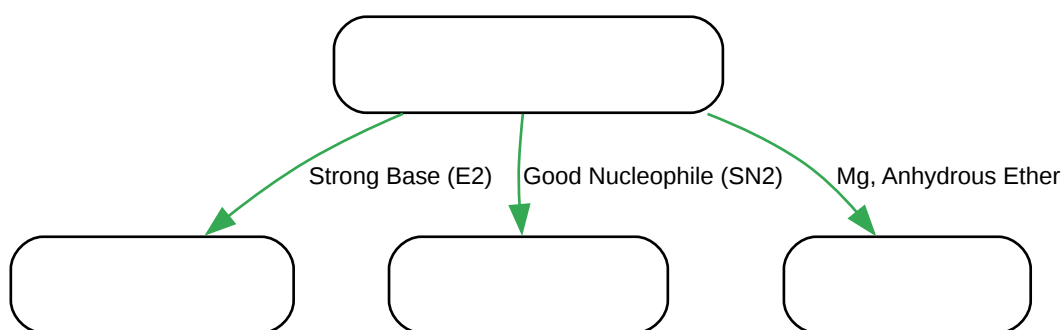 Strong Base (E2)
Good Nucleophile (SN2)
Mg, Anhydrous Ether